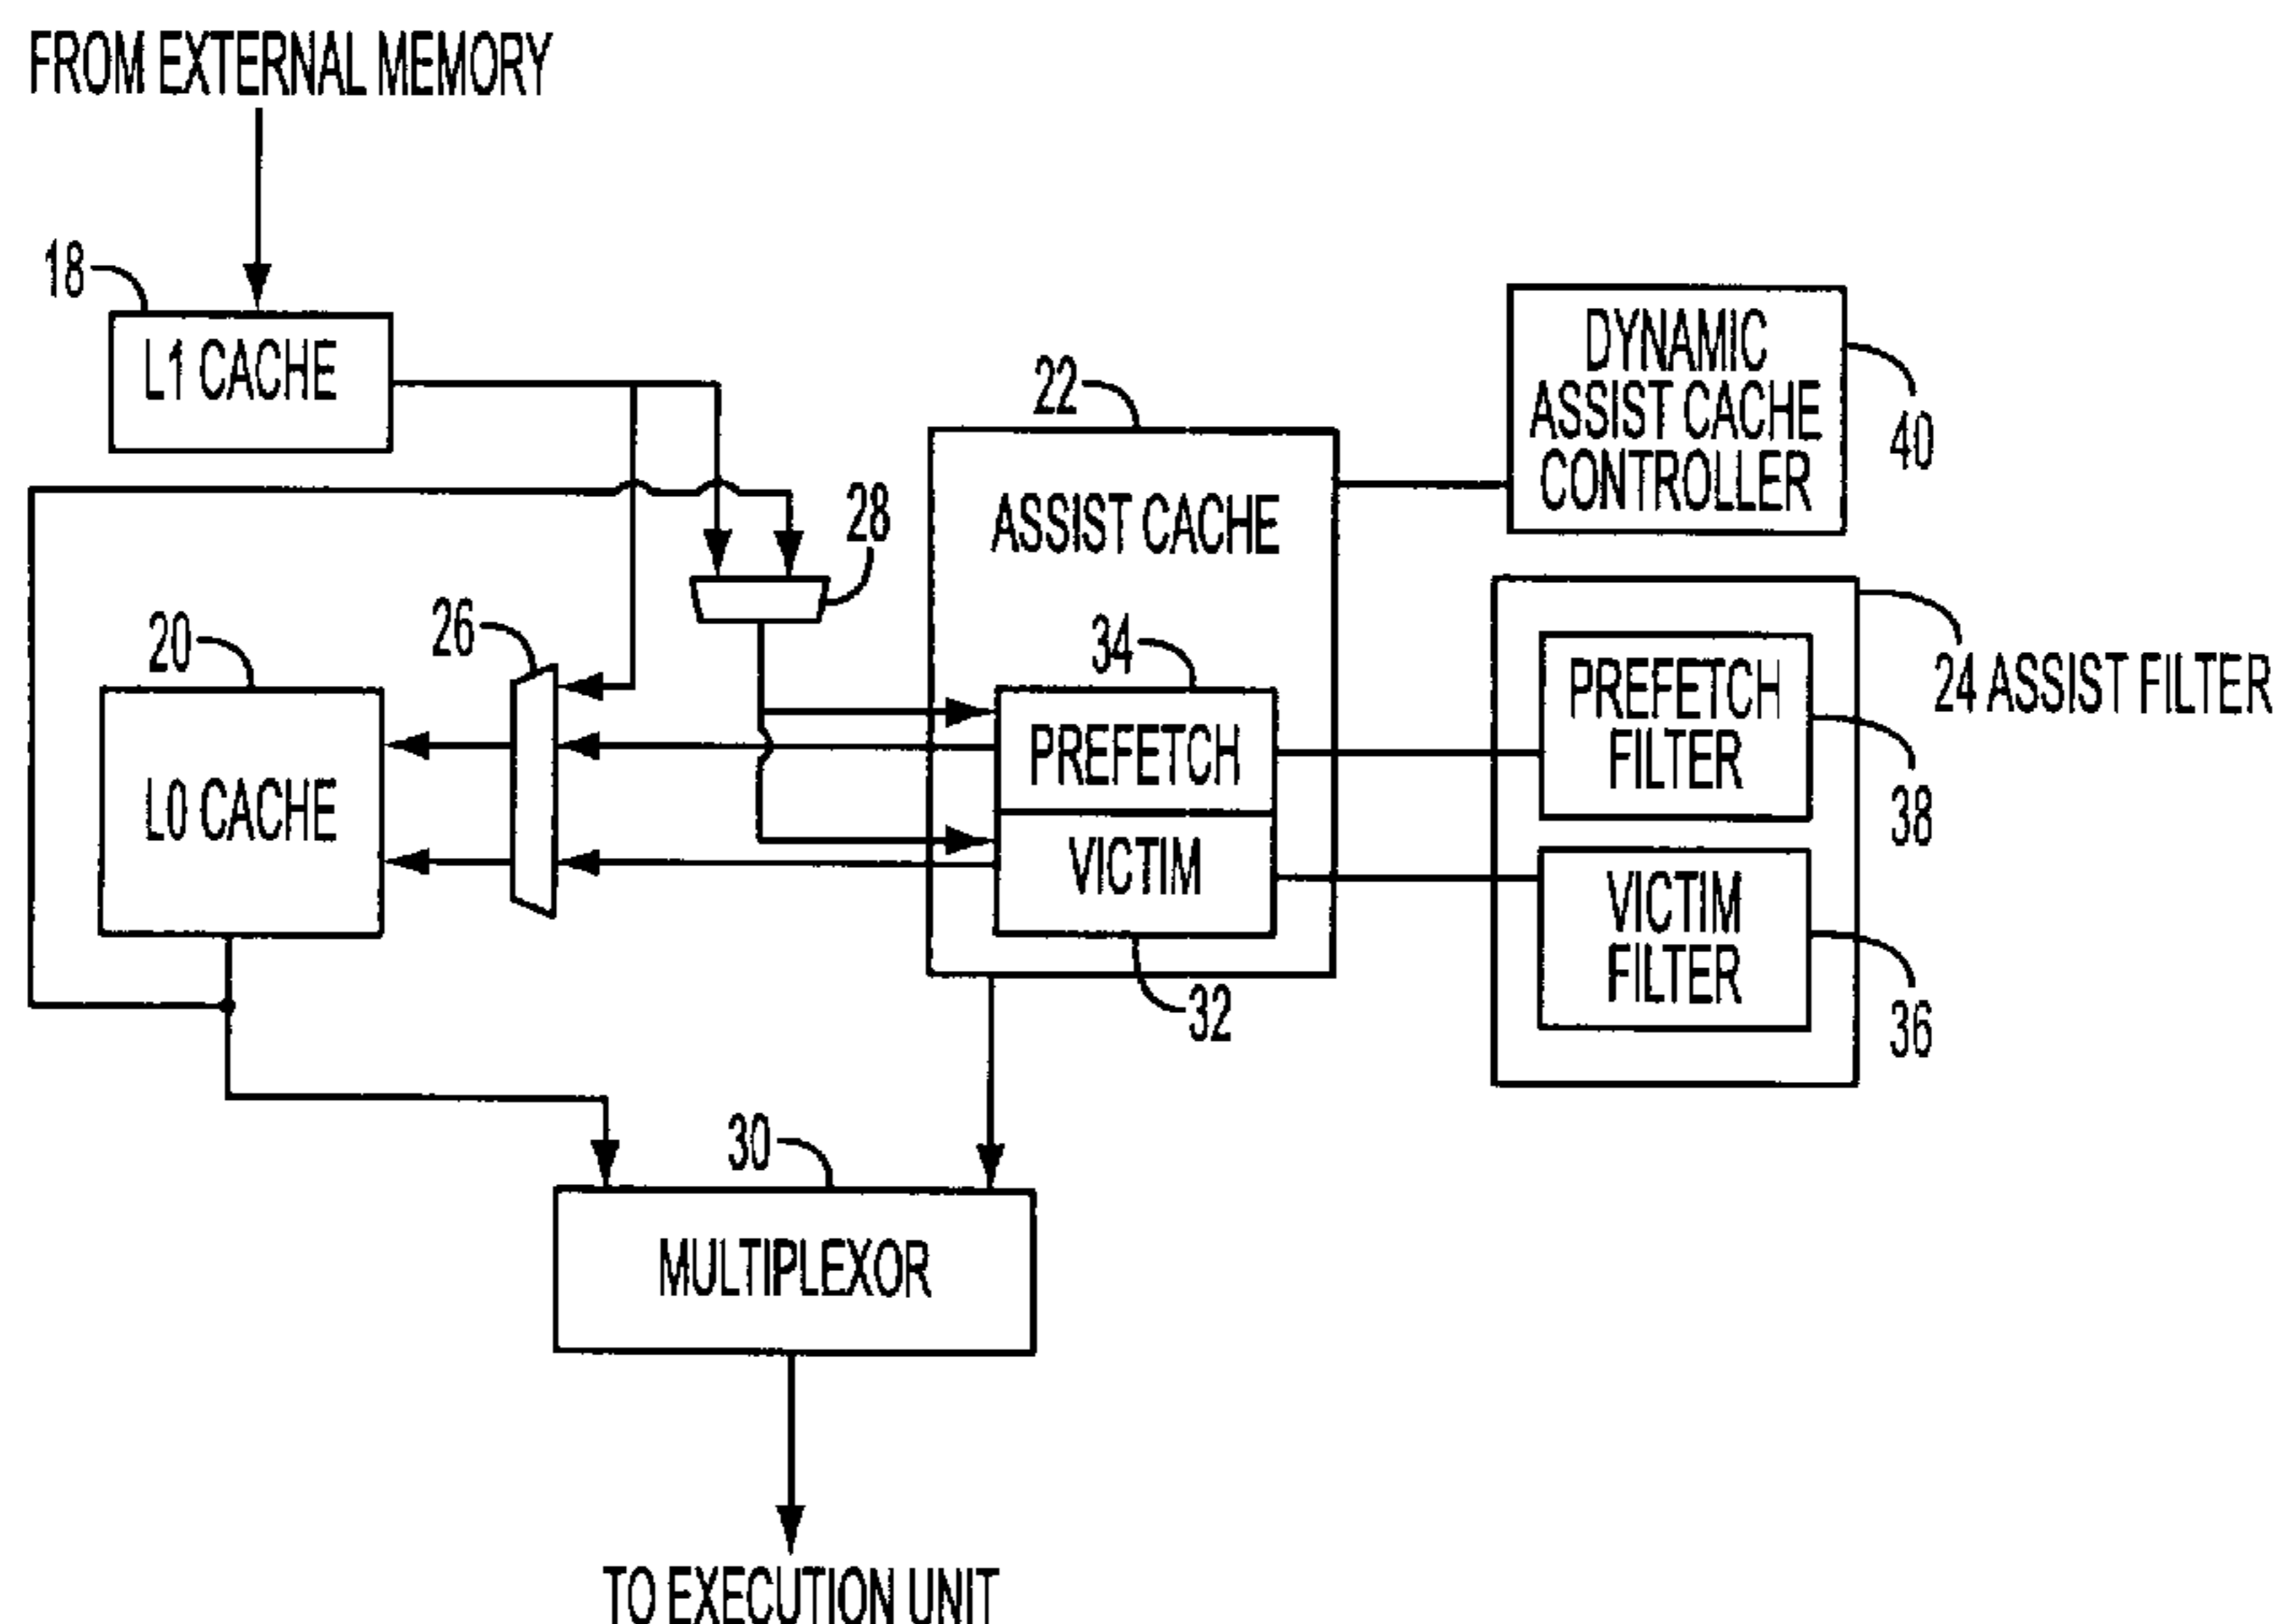 FROM EXTERNAL MEMORY
18
L1 CACHE
22
DYNAMIC
ASSIST CACHE
CONTROLLER
40
ASSIST CACHE
28
26
20
L0 CACHE
34
PREFETCH
VICTIM
32
PREFETCH
FILTER
24 ASSIST FILTER
38
VICTIM
FILTER
36
30
MULTIPLEXOR
TO EXECUTION UNIT